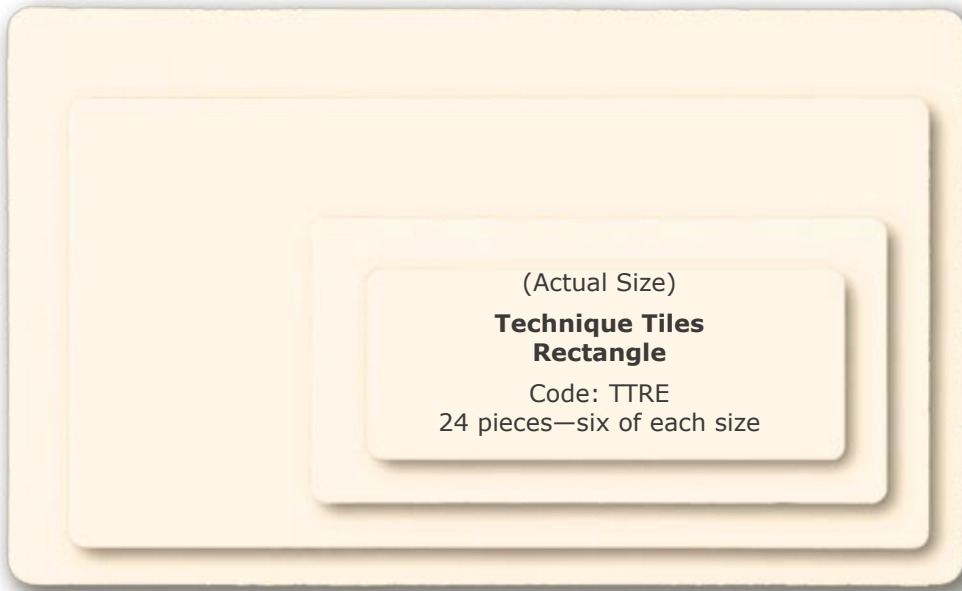 (Actual Size)
Technique Tiles
Rectangle
Code: TTRE
24 pieces—six of each size